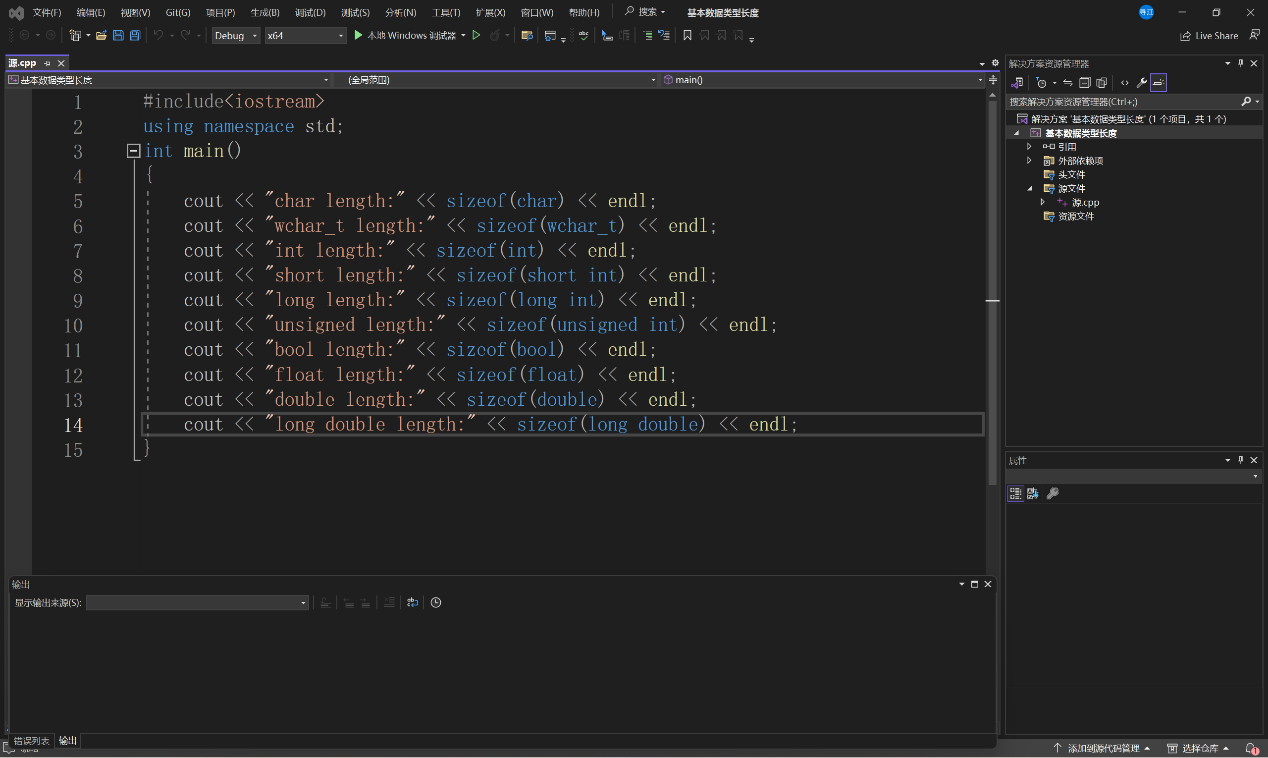 文件(F) 编辑(E) 视图(V) Git(G) 项目(P) 生成(B) 调试(D) 测试(S) 分析(N) 工具(T) 扩展(X) 窗口(W) 帮助(H) 搜索 基本数据类型长度
Debug x64 本地 Windows 调试器 Live Share
源.cpp
基本数据类型长度 (全局范围) main()
1 #include<iostream>
2 using namespace std;
3 int main()
4 {
5 cout << "char length:" << sizeof(char) << endl;
6 cout << "wchar_t length:" << sizeof(wchar_t) << endl;
7 cout << "int length:" << sizeof(int) << endl;
8 cout << "short length:" << sizeof(short int) << endl;
9 cout << "long length:" << sizeof(long int) << endl;
10 cout << "unsigned length:" << sizeof(unsigned int) << endl;
11 cout << "bool length:" << sizeof(bool) << endl;
12 cout << "float length:" << sizeof(float) << endl;
13 cout << "double length:" << sizeof(double) << endl;
14 cout << "long double length:" << sizeof(long double) << endl;
15 }
解决方案资源管理器
搜索解决方案资源管理器(Ctrl+;)
解决方案 '基本数据类型长度' (1 个项目，共 1 个)
基本数据类型长度
引用
外部依赖项
头文件
源文件
源.cpp
资源文件
属性
输出
显示输出来源(S):
错误列表 输出
添加到源代码管理 选择仓库 1